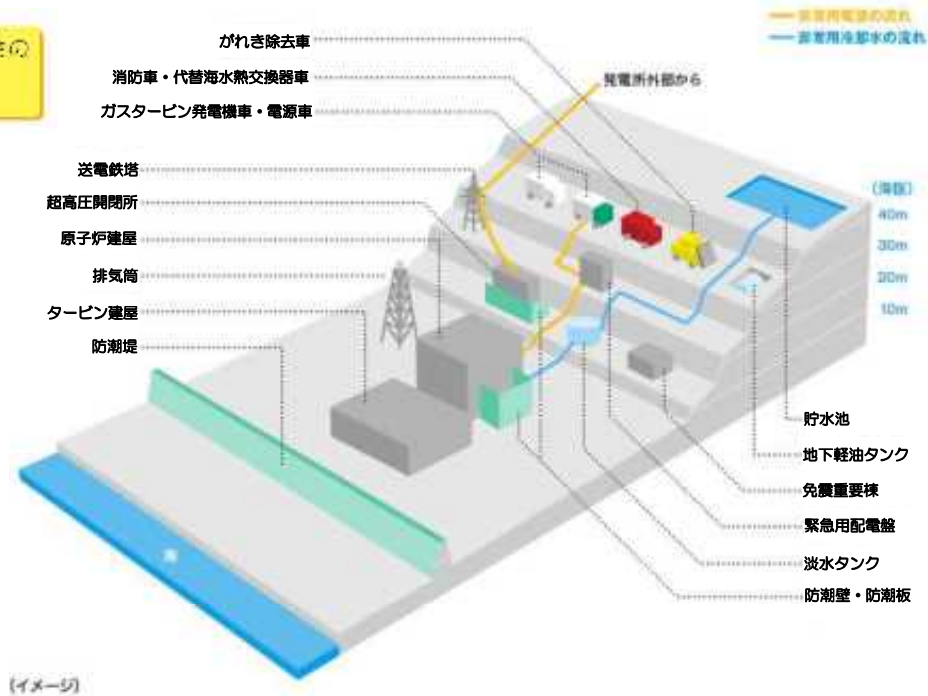 非常用電源の流れ
非常用冷却水の流れ
がれき除去車
消防車・代替海水熱交換器車
ガスタービン発電機車・電源車
発電所外部から
送電鉄塔
超高圧開閉所
原子炉建屋
排気筒
タービン建屋
防潮堤
(海抜)
40m
30m
20m
10m
貯水池
地下軽油タンク
免震重要棟
緊急用配電盤
淡水タンク
防潮壁・防潮板
海
(イメージ)